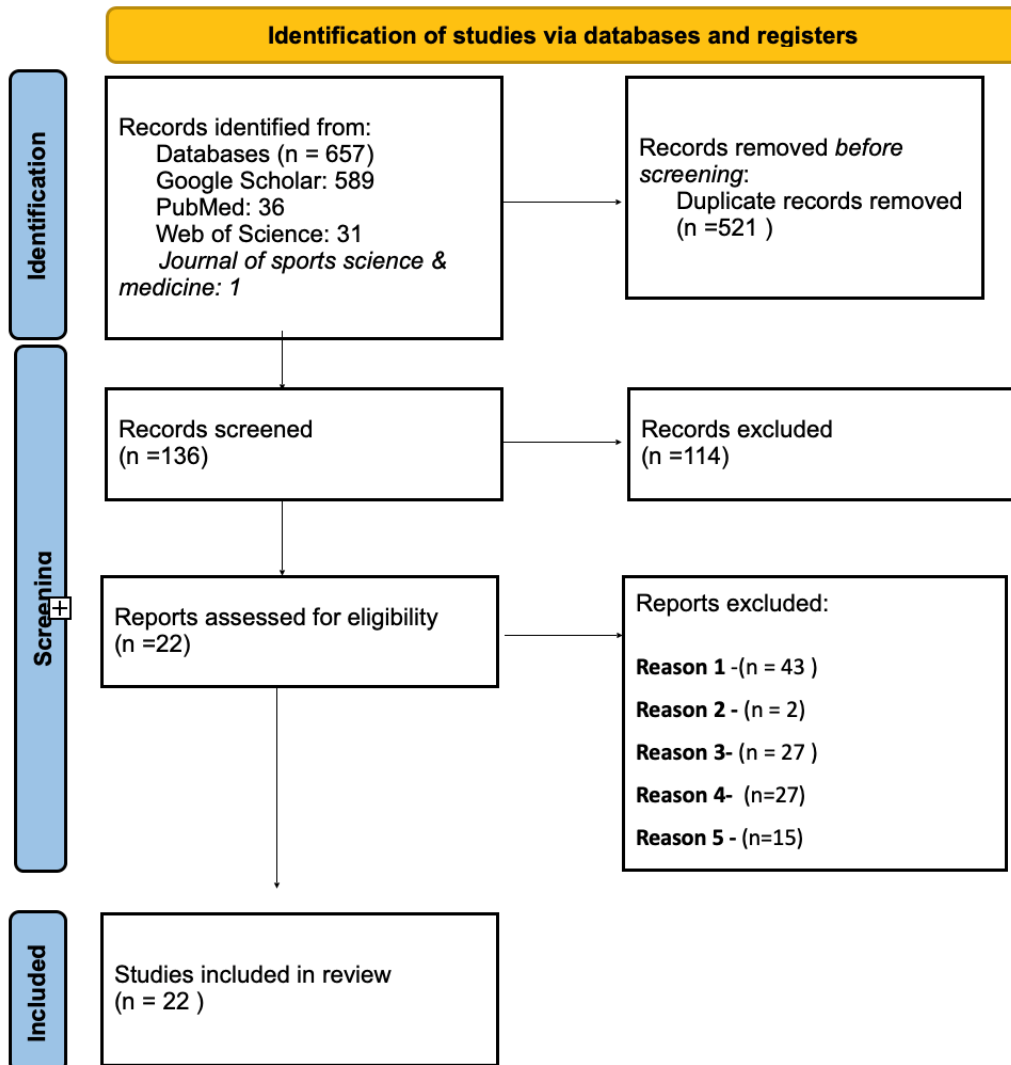 Identification of studies via databases and registers
Identification
Records identified from:
Databases (n = 657)
Google Scholar: 589
PubMed: 36
Web of Science: 31
Journal of sports science &
medicine: 1
Records removed before
screening:
Duplicate records removed
(n =521 )
Screening
Records screened
(n =136)
Records excluded
(n =114)
Reports assessed for eligibility
(n =22)
Reports excluded:
Reason 1 -(n = 43 )
Reason 2 - (n = 2)
Reason 3- (n = 27 )
Reason 4-  (n=27)
Reason 5 - (n=15)
Included
Studies included in review
(n = 22 )